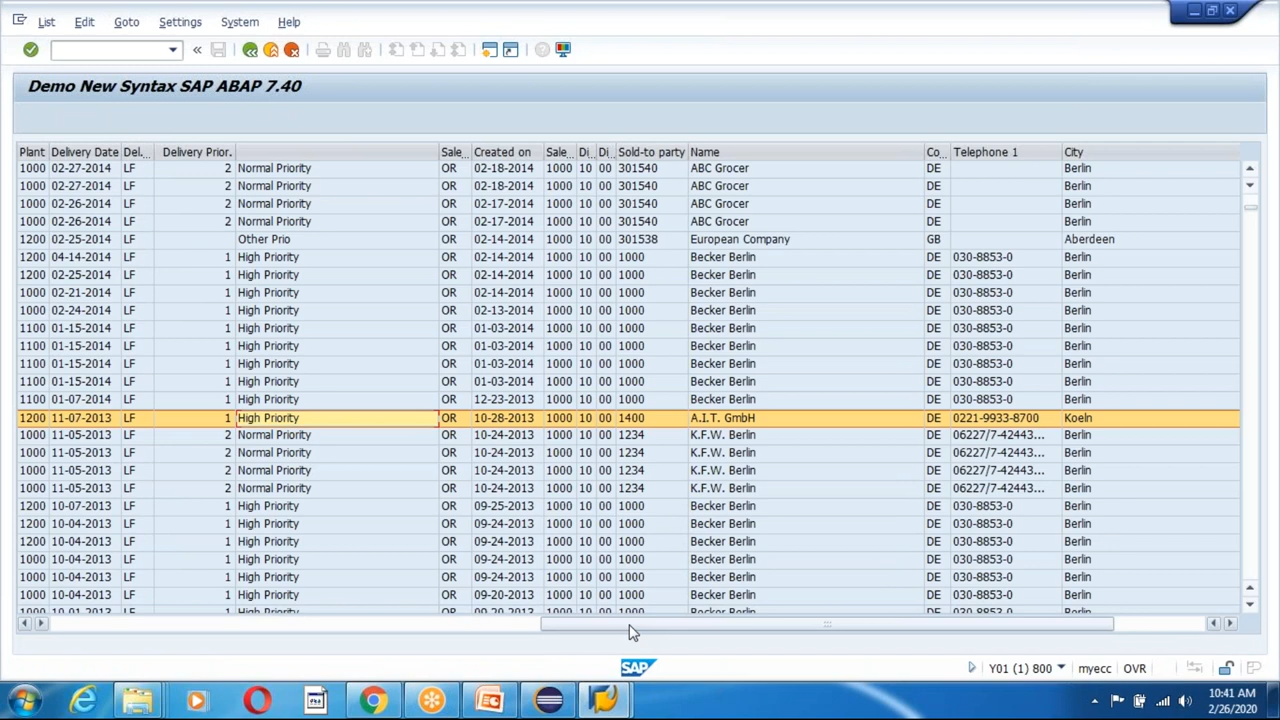 List Edit Goto Settings System Help
Demo New Syntax SAP ABAP 7.40
Plant Delivery Date Del... Delivery Prior. Sale... Created on Sale... Di... Di... Sold-to party Name Co... Telephone 1 City
1000 02-27-2014 LF 2 Normal Priority OR 02-18-2014 1000 10 00 301540 ABC Grocer DE Berlin
1000 02-27-2014 LF 2 Normal Priority OR 02-18-2014 1000 10 00 301540 ABC Grocer DE Berlin
1000 02-26-2014 LF 2 Normal Priority OR 02-17-2014 1000 10 00 301540 ABC Grocer DE Berlin
1000 02-26-2014 LF 2 Normal Priority OR 02-17-2014 1000 10 00 301540 ABC Grocer DE Berlin
1200 02-25-2014 LF Other Prio OR 02-14-2014 1000 10 00 301538 European Company GB Aberdeen
1200 04-14-2014 LF 1 High Priority OR 02-14-2014 1000 10 00 1000 Becker Berlin DE 030-8853-0 Berlin
1200 02-25-2014 LF 1 High Priority OR 02-14-2014 1000 10 00 1000 Becker Berlin DE 030-8853-0 Berlin
1000 02-21-2014 LF 1 High Priority OR 02-14-2014 1000 10 00 1000 Becker Berlin DE 030-8853-0 Berlin
1000 02-24-2014 LF 1 High Priority OR 02-13-2014 1000 10 00 1000 Becker Berlin DE 030-8853-0 Berlin
1100 01-15-2014 LF 1 High Priority OR 01-03-2014 1000 10 00 1000 Becker Berlin DE 030-8853-0 Berlin
1100 01-15-2014 LF 1 High Priority OR 01-03-2014 1000 10 00 1000 Becker Berlin DE 030-8853-0 Berlin
1100 01-15-2014 LF 1 High Priority OR 01-03-2014 1000 10 00 1000 Becker Berlin DE 030-8853-0 Berlin
1100 01-15-2014 LF 1 High Priority OR 01-03-2014 1000 10 00 1000 Becker Berlin DE 030-8853-0 Berlin
1100 01-07-2014 LF 1 High Priority OR 12-23-2013 1000 10 00 1000 Becker Berlin DE 030-8853-0 Berlin
1200 11-07-2013 LF 1 High Priority OR 10-28-2013 1000 10 00 1400 A.I.T. GmbH DE 0221-9933-8700 Koeln
1000 11-05-2013 LF 2 Normal Priority OR 10-24-2013 1000 10 00 1234 K.F.W. Berlin DE 06227/7-42443... Berlin
1000 11-05-2013 LF 2 Normal Priority OR 10-24-2013 1000 10 00 1234 K.F.W. Berlin DE 06227/7-42443... Berlin
1000 11-05-2013 LF 2 Normal Priority OR 10-24-2013 1000 10 00 1234 K.F.W. Berlin DE 06227/7-42443... Berlin
1000 11-05-2013 LF 2 Normal Priority OR 10-24-2013 1000 10 00 1234 K.F.W. Berlin DE 06227/7-42443... Berlin
1200 10-07-2013 LF 1 High Priority OR 09-25-2013 1000 10 00 1000 Becker Berlin DE 030-8853-0 Berlin
1200 10-04-2013 LF 1 High Priority OR 09-24-2013 1000 10 00 1000 Becker Berlin DE 030-8853-0 Berlin
1200 10-04-2013 LF 1 High Priority OR 09-24-2013 1000 10 00 1000 Becker Berlin DE 030-8853-0 Berlin
1000 10-04-2013 LF 1 High Priority OR 09-24-2013 1000 10 00 1000 Becker Berlin DE 030-8853-0 Berlin
1000 10-04-2013 LF 1 High Priority OR 09-24-2013 1000 10 00 1000 Becker Berlin DE 030-8853-0 Berlin
1000 10-04-2013 LF 1 High Priority OR 09-20-2013 1000 10 00 1000 Becker Berlin DE 030-8853-0 Berlin
1000 10-01-2013 LF 1 High Priority OR 09-20-2013 1000 10 00 1000 Becker Berlin DE 030-8853-0 Berlin
SAP
Y01 (1) 800 myecc OVR
10:41 AM
2/26/2020